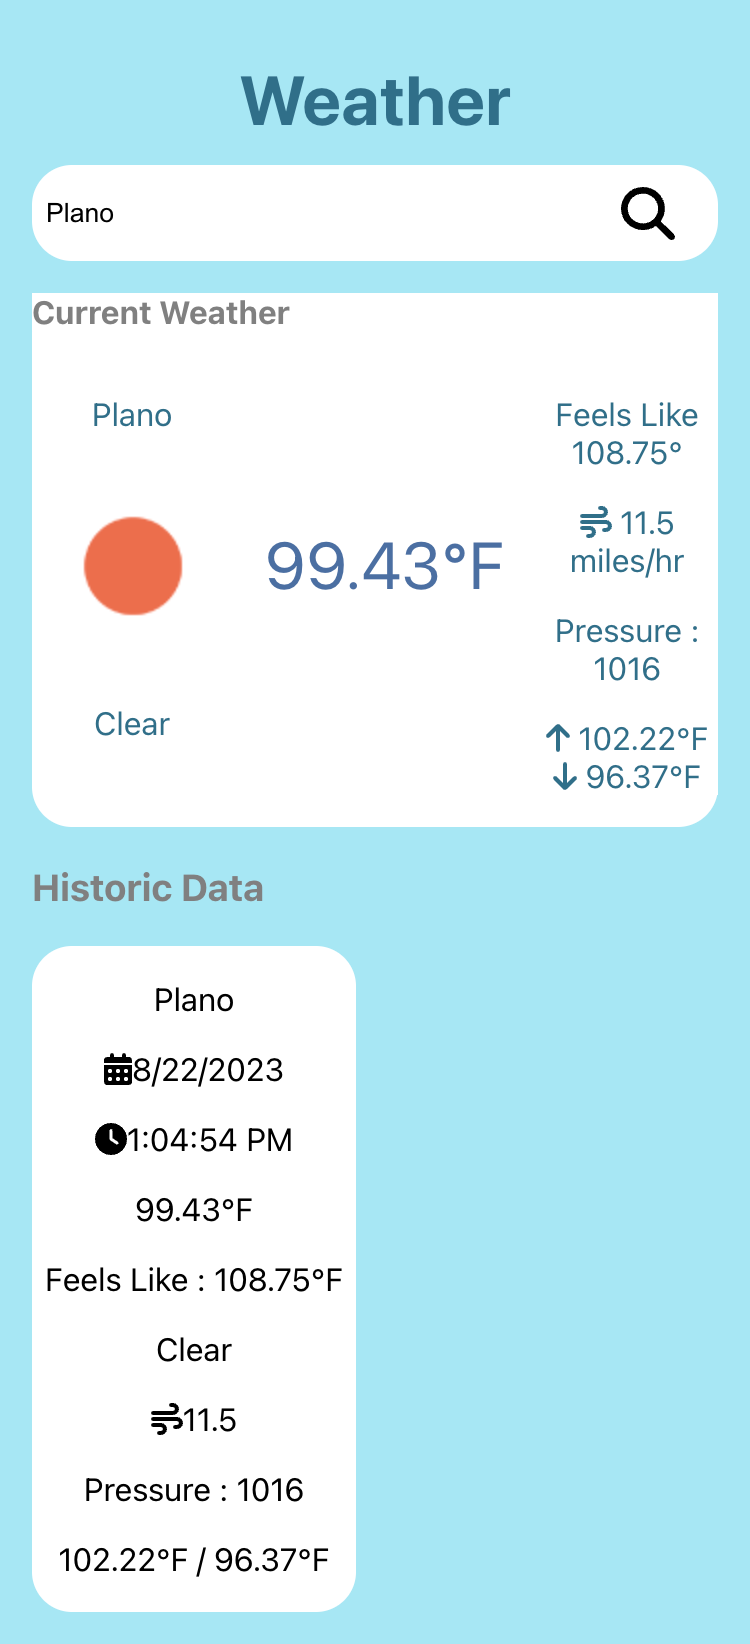 Weather
Plano
Current Weather
Plano
Clear
99.43°F
Feels Like
108.75°
11.5
miles/hr
Pressure :
1016
102.22°F
96.37°F
Historic Data
Plano
8/22/2023
1:04:54 PM
99.43°F
Feels Like : 108.75°F
Clear
11.5
Pressure : 1016
102.22°F / 96.37°F